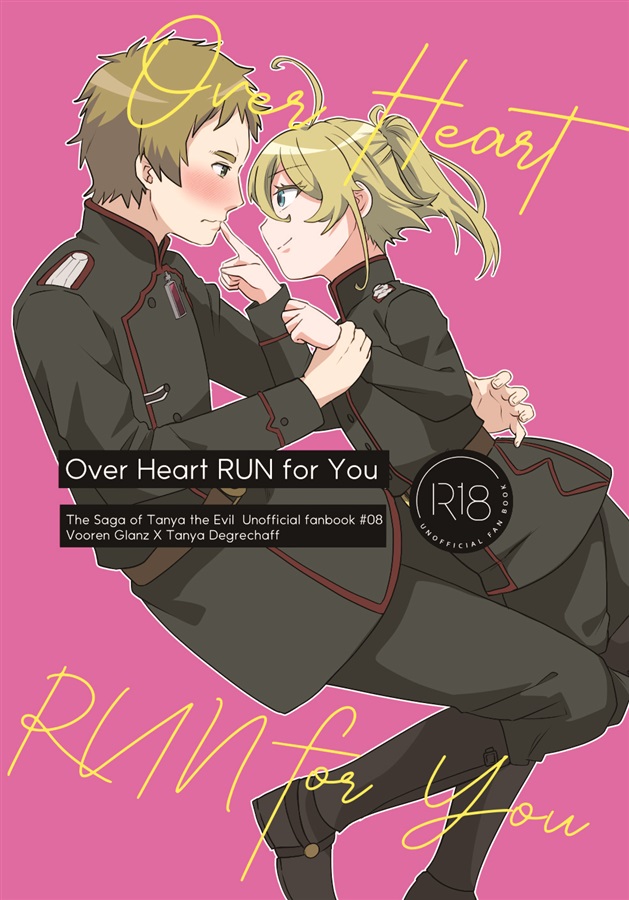 Over Heart
Over Heart RUN for You
The Saga of Tanya the Evil Unofficial fanbook #08
Vooren Glanz X Tanya Degrechaff
R18
UNOFFICIAL FAN BOOK
RUN for You